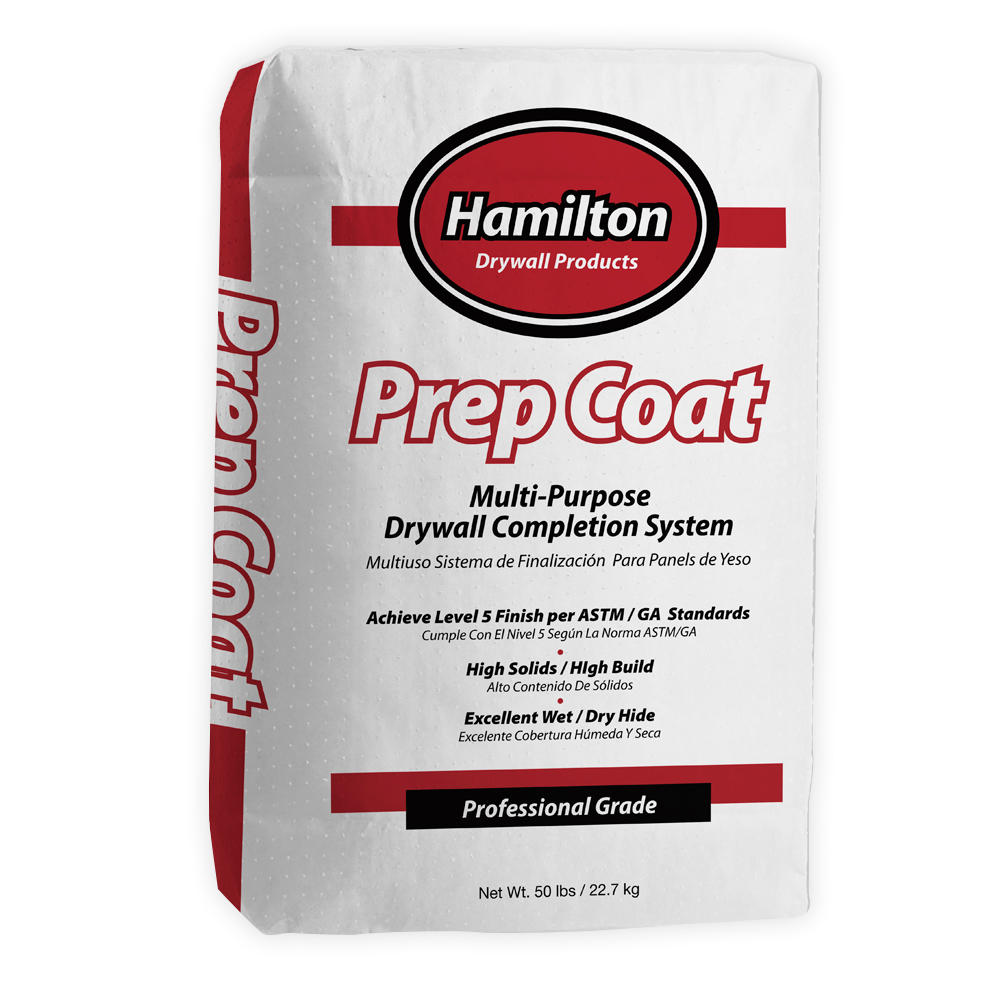 Hamilton
Drywall Products
Prep Coat
Prep Coat
Multi-Purpose
Drywall Completion System
Multiuso Sistema de Finalización Para Panels de Yeso
Achieve Level 5 Finish per ASTM / GA Standards
Cumple Con El Nivel 5 Según La Norma ASTM/GA
High Solids / HIgh Build
Alto Contenido De Sólidos
Excellent Wet / Dry Hide
Excelente Cobertura Húmeda Y Seca
Professional Grade
Net Wt. 50 lbs / 22.7 kg